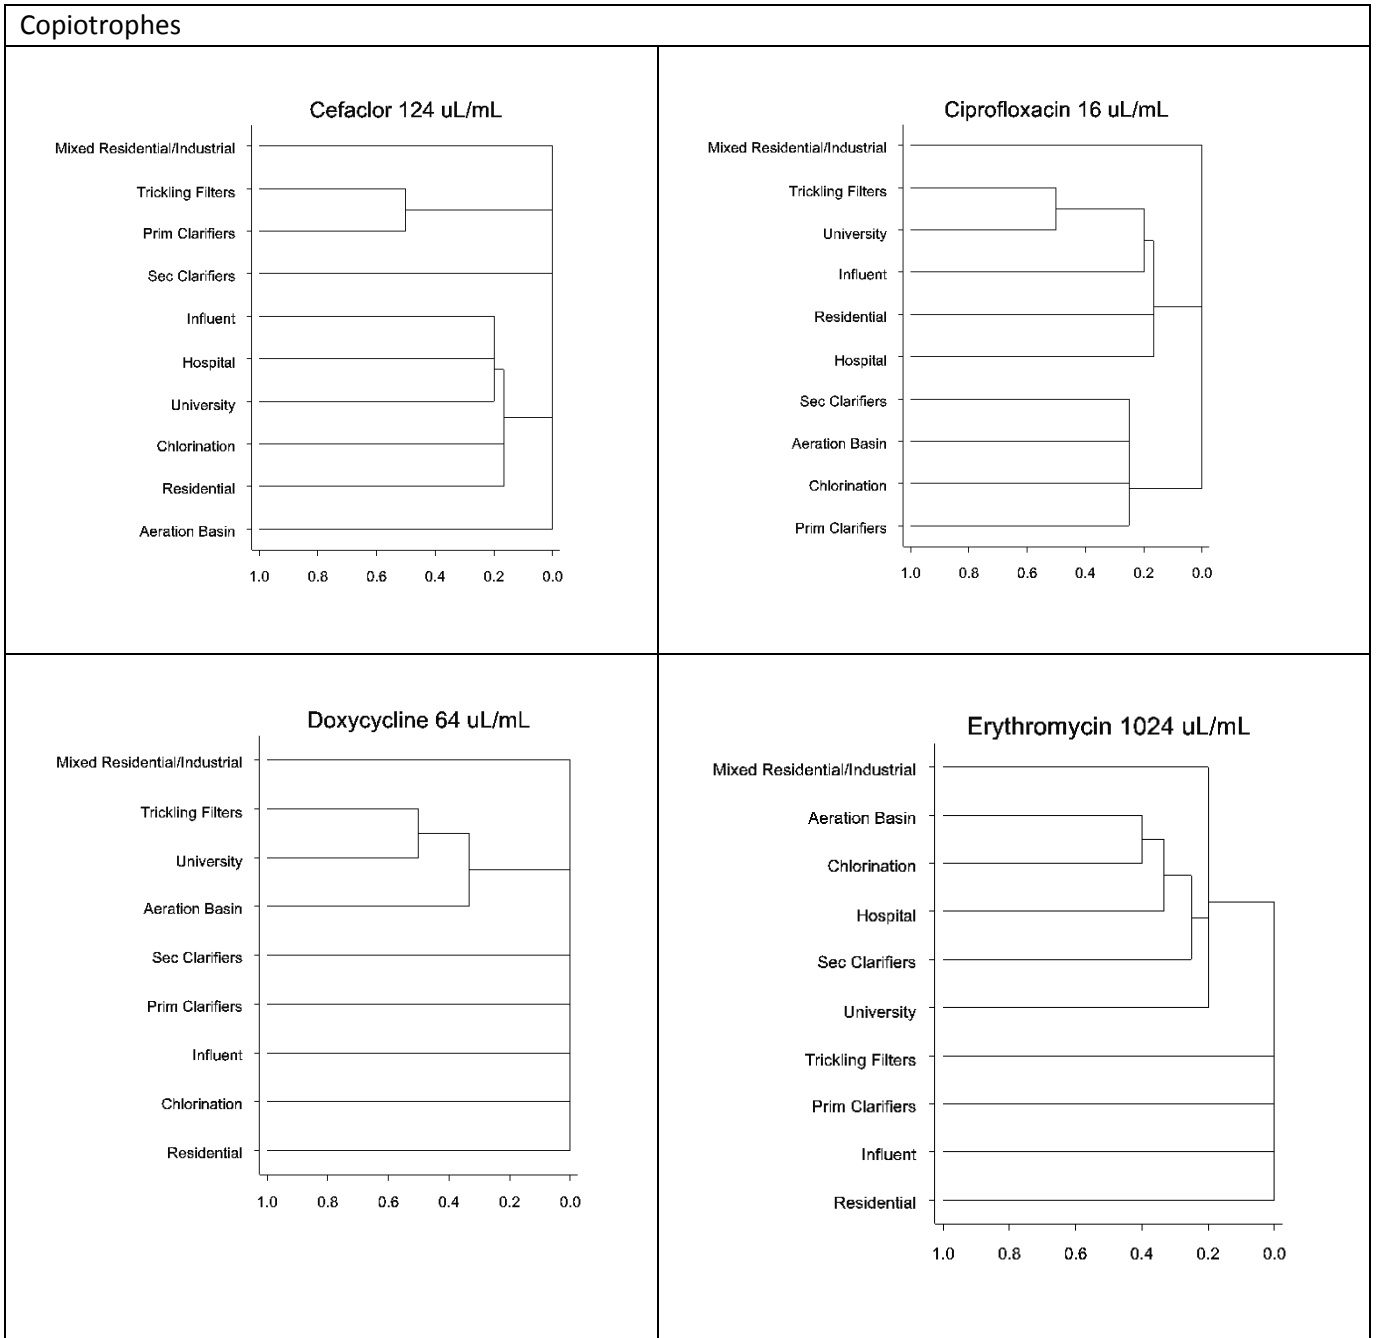 Copiotrophes
Cefaclor 124 uL/mL
Mixed Residential/Industrial
Trickling Filters
Prim Clarifiers
Sec Clarifiers
Influent
Hospital
University
Chlorination
Residential
Aeration Basin
1.0 0.8 0.6 0.4 0.2 0.0
Ciprofloxacin 16 uL/mL
Mixed Residential/Industrial
Trickling Filters
University
Influent
Residential
Hospital
Sec Clarifiers
Aeration Basin
Chlorination
Prim Clarifiers
1.0 0.8 0.6 0.4 0.2 0.0
Doxycycline 64 uL/mL
Mixed Residential/Industrial
Trickling Filters
University
Aeration Basin
Sec Clarifiers
Prim Clarifiers
Influent
Chlorination
Residential
1.0 0.8 0.6 0.4 0.2 0.0
Erythromycin 1024 uL/mL
Mixed Residential/Industrial
Aeration Basin
Chlorination
Hospital
Sec Clarifiers
University
Trickling Filters
Prim Clarifiers
Influent
Residential
1.0 0.8 0.6 0.4 0.2 0.0